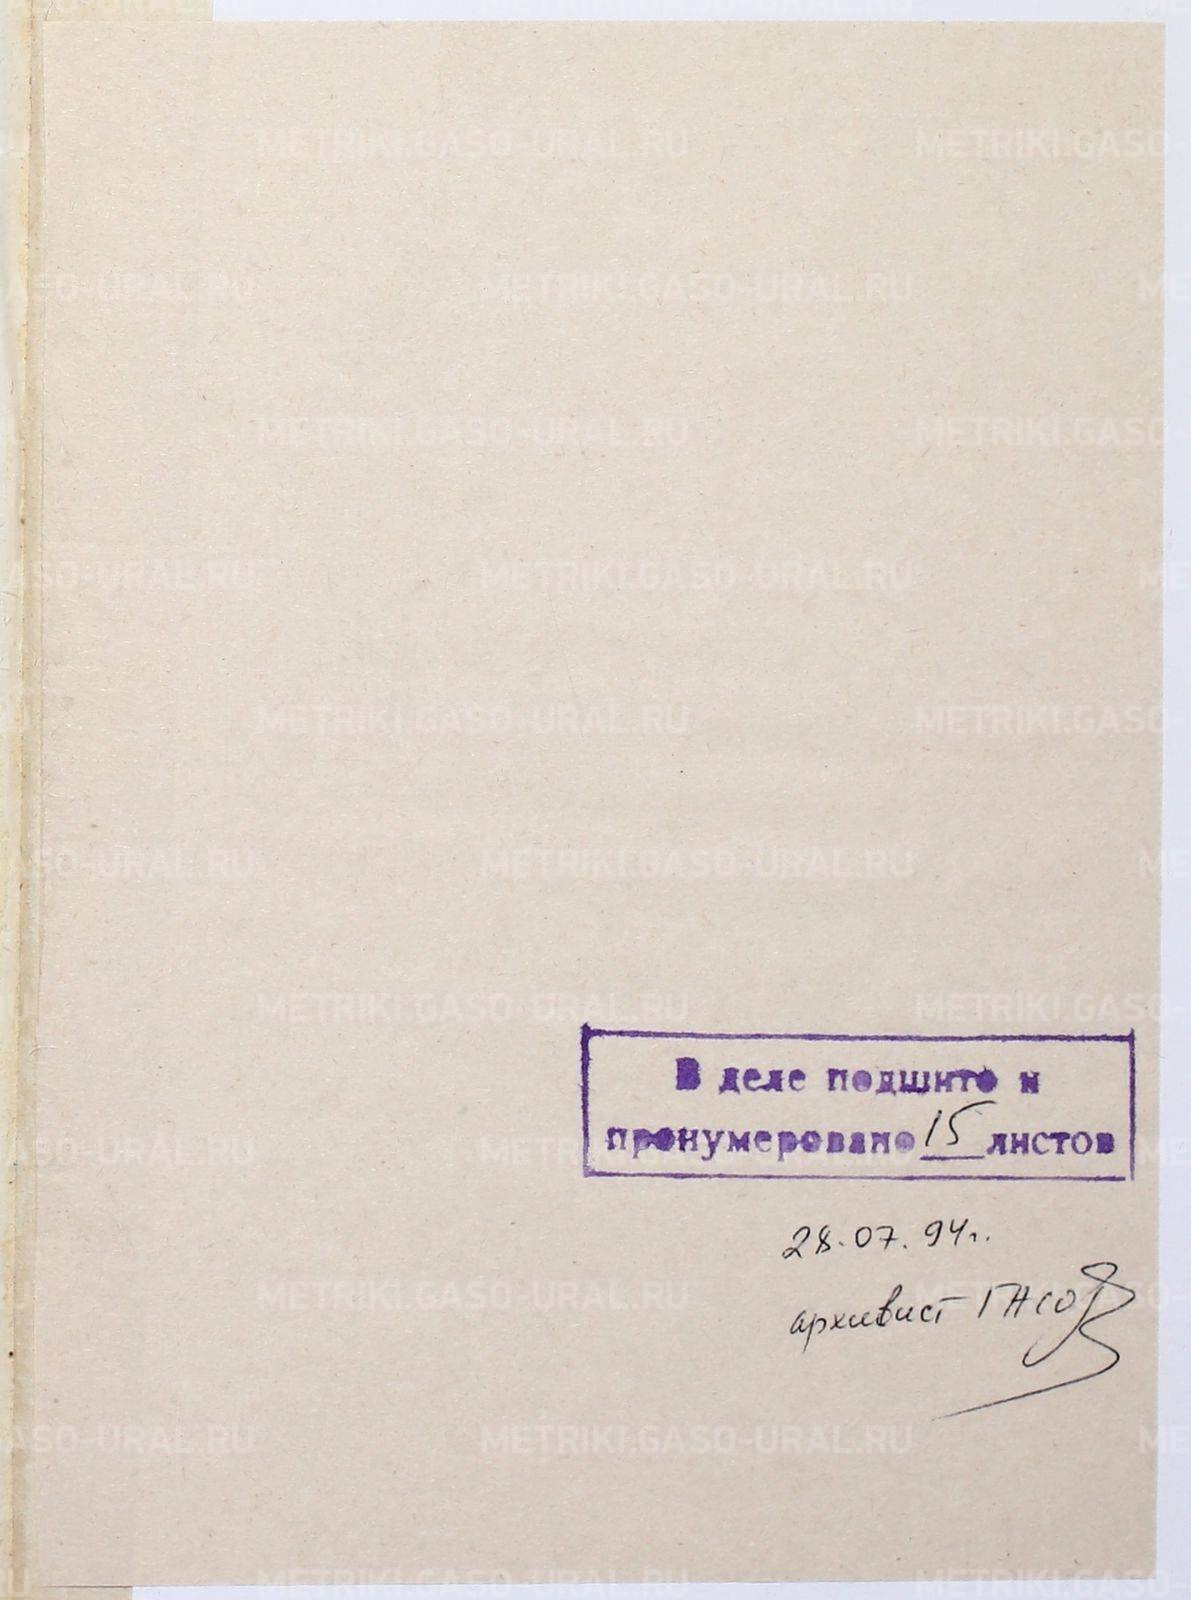 В деле подшито и
пронумеровано 15 листов
28.07.94г.
архивист ГАСО